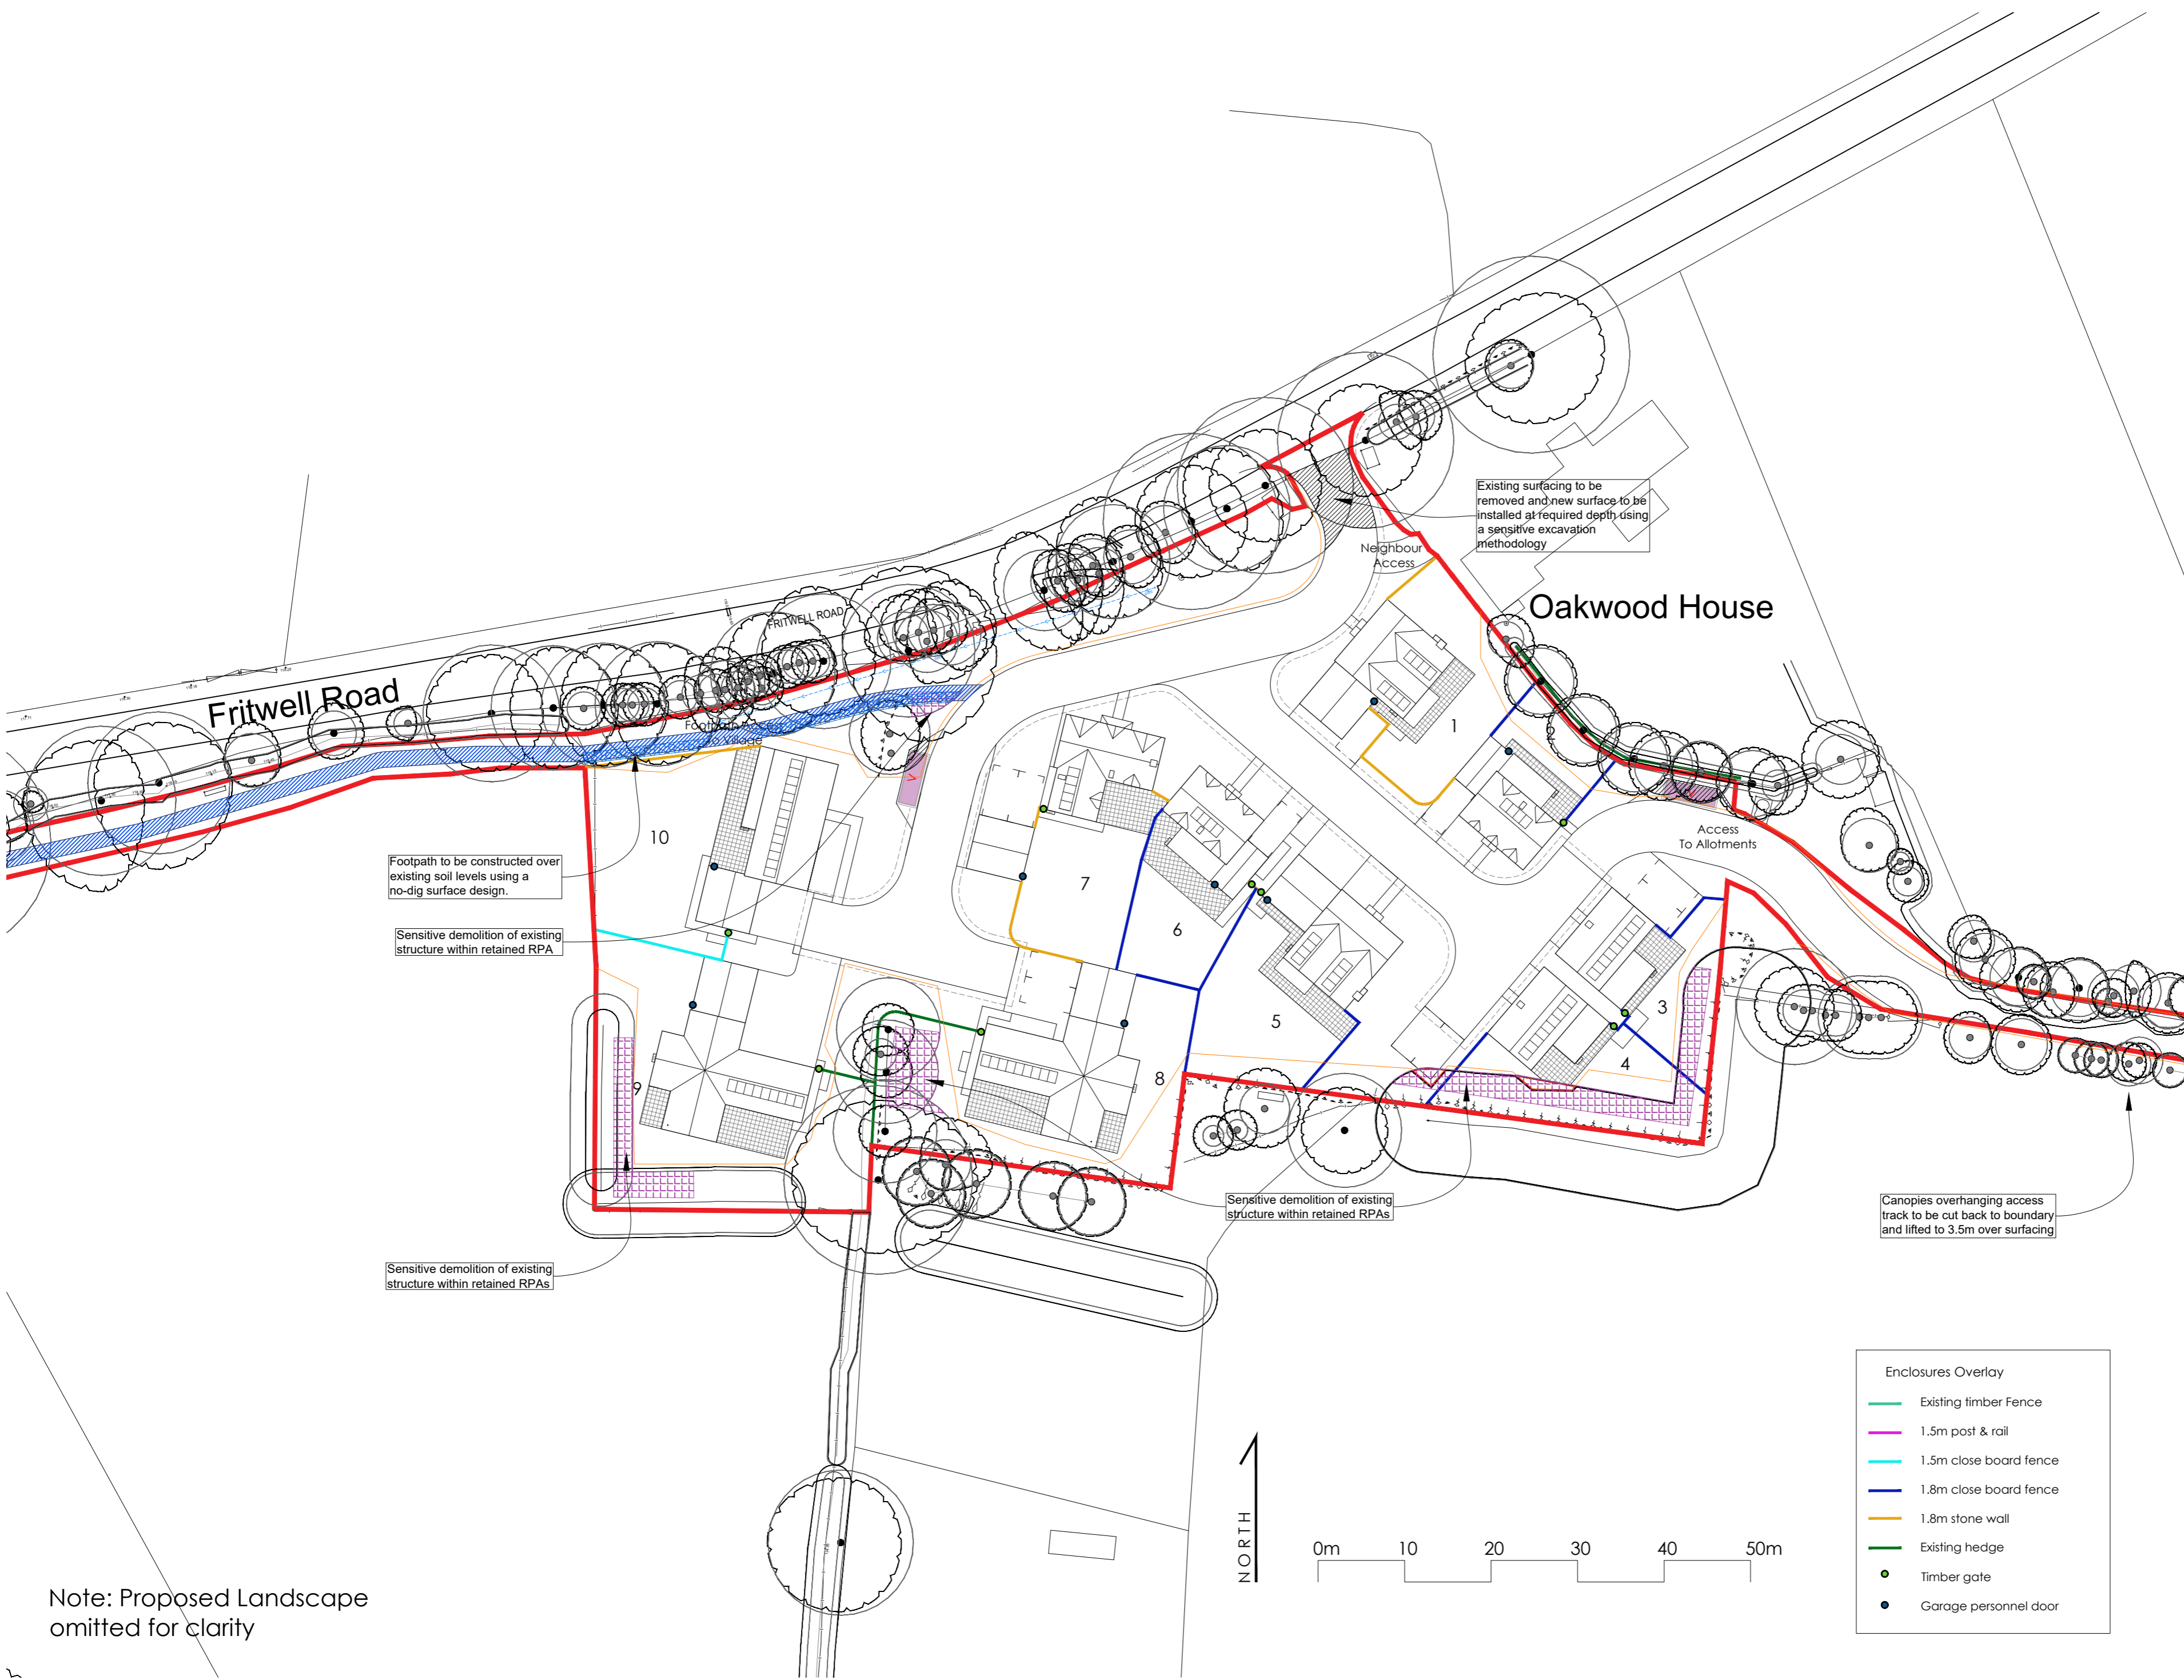 Existing surfacing to be
removed and new surface to be
installed at required depth using
a sensitive excavation
methodology
Neighbour
Access
Oakwood House
FRITWELL ROAD
Fritwell Road
Footpath Access
To Village
1
2
Access
To Allotments
10
Footpath to be constructed over
existing soil levels using a
no-dig surface design.
7
6
Sensitive demolition of existing
structure within retained RPA
3
5
4
8
9
Sensitive demolition of existing
structure within retained RPAs
Canopies overhanging access
track to be cut back to boundary
and lifted to 3.5m over surfacing
Sensitive demolition of existing
structure within retained RPAs
Enclosures Overlay
Existing timber Fence
1.5m post & rail
1.5m close board fence
1.8m close board fence
1.8m stone wall
Existing hedge
Timber gate
Garage personnel door
NORTH
0m 10 20 30 40 50m
Note: Proposed Landscape
omitted for clarity